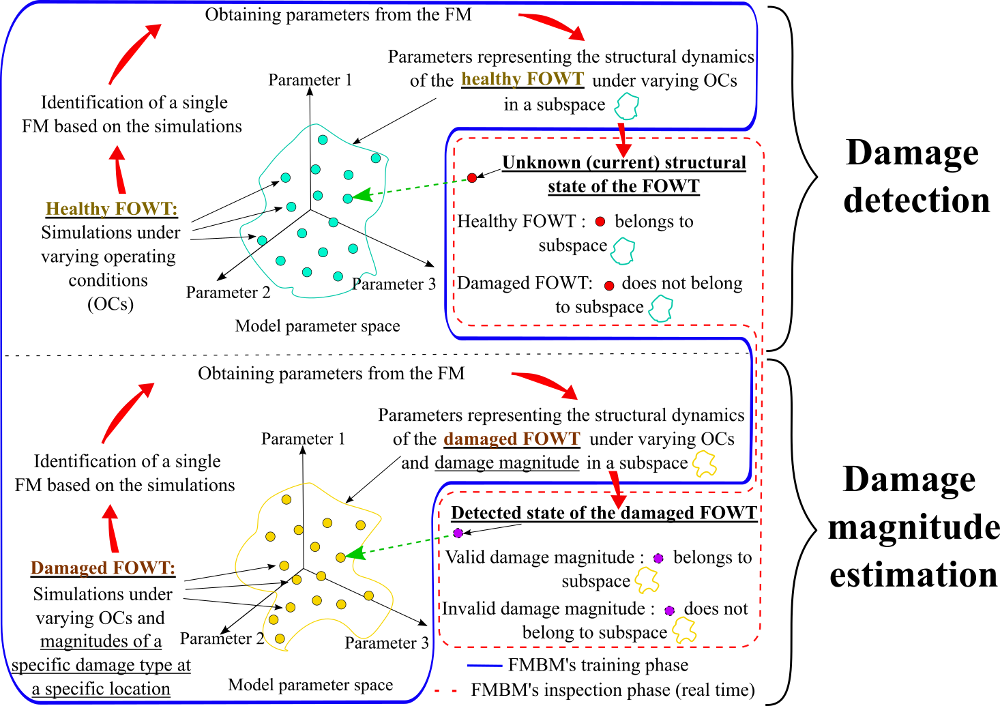 Obtaining parameters from the FM
Parameters representing the structural dynamics
of the healthy FOWT under varying OCs
in a subspace
Parameter 1
Identification of a single
FM based on the simulations
Healthy FOWT:
Simulations under
varying operating
conditions
(OCs)
Parameter 2
Parameter 3
Model parameter space
Unknown (current) structural
state of the FOWT
Healthy FOWT : belongs to
subspace
Damaged FOWT: does not belong
to subspace
Damage
detection
Obtaining parameters from the FM
Parameters representing the structural dynamics
of the damaged FOWT under varying OCs
and damage magnitude in a subspace
Parameter 1
Identification of a single
FM based on the simulations
Damaged FOWT:
Simulations under
varying OCs and
magnitudes of a
specific damage type at
a specific location
Parameter 2
Parameter 3
Model parameter space
Detected state of the damaged FOWT
Valid damage magnitude : belongs to
subspace
Invalid damage magnitude : does not
belong to subspace
FMBM's training phase
FMBM's inspection phase (real time)
Damage
magnitude
estimation